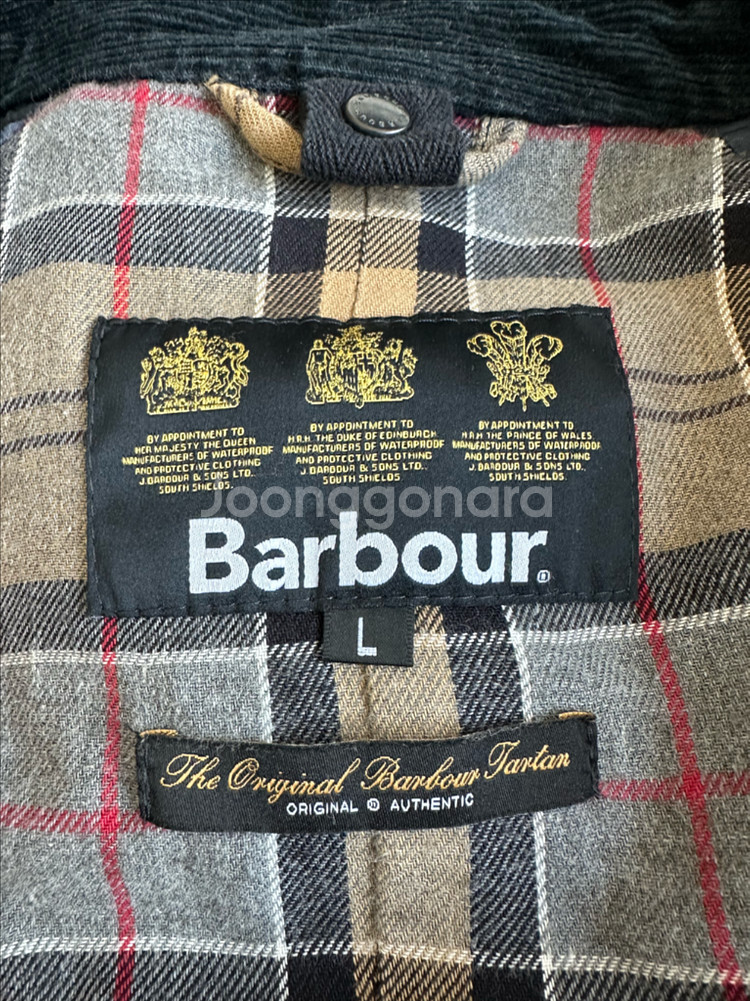 BY APPOINTMENT TO
HER MAJESTY THE QUEEN
MANUFACTURERS OF WATERPROOF
AND PROTECTIVE CLOTHING
J. BARBOUR & SONS LTD.
SOUTH SHIELDS.
BY APPOINTMENT TO
H.R.H. THE DUKE OF EDINBURGH
MANUFACTURERS OF WATERPROOF
AND PROTECTIVE CLOTHING
J. BARBOUR & SONS LTD.,
SOUTH SHIELDS.
BY APPOINTMENT TO
H.R.H. THE PRINCE OF WALES
MANUFACTURERS OF WATERPROOF
AND PROTECTIVE CLOTHING
J. BARBOUR & SONS LTD.,
SOUTH SHIELDS.
Joonggonara
Barbour®
L
The Original Barbour Tartan
ORIGINAL AUTHENTIC